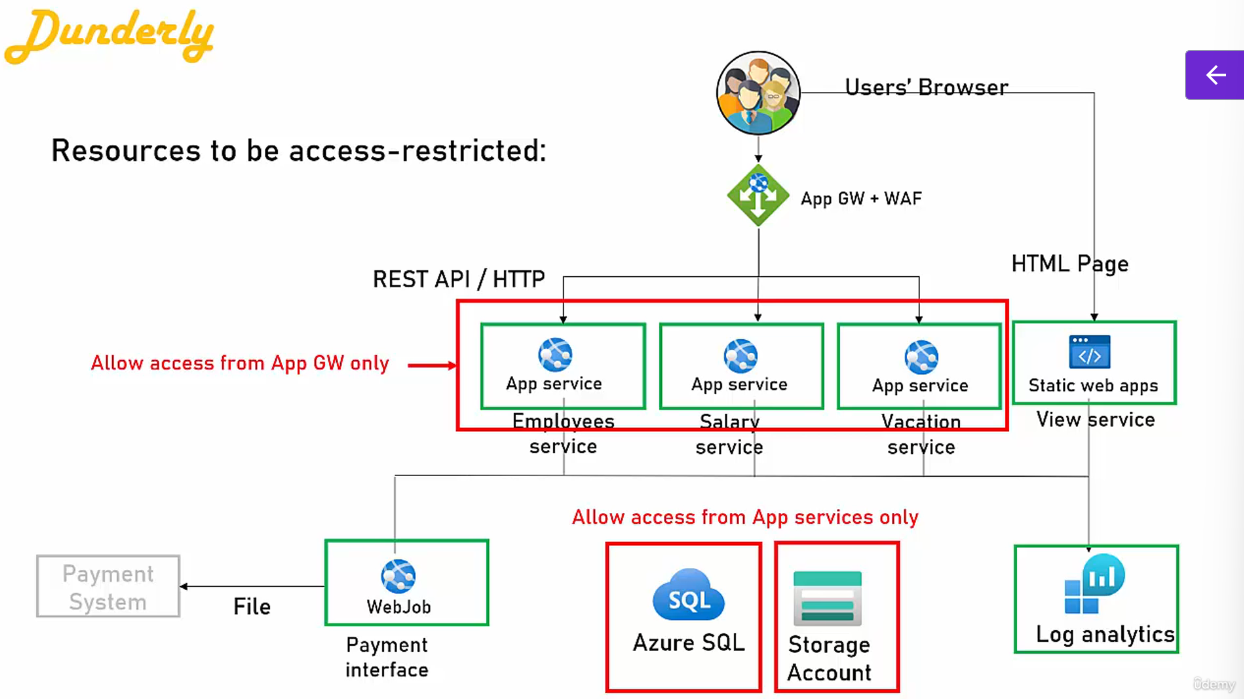 Dunderly
Users' Browser
Resources to be access-restricted:
App GW + WAF
HTML Page
REST API / HTTP
Allow access from App GW only
App service
App service
App service
Static web apps
Employees
service
Salary
service
Vacation
service
View service
Allow access from App services only
Payment
System
File
WebJob
Payment
interface
SQL
Azure SQL
Storage
Account
Log analytics
ûdemy